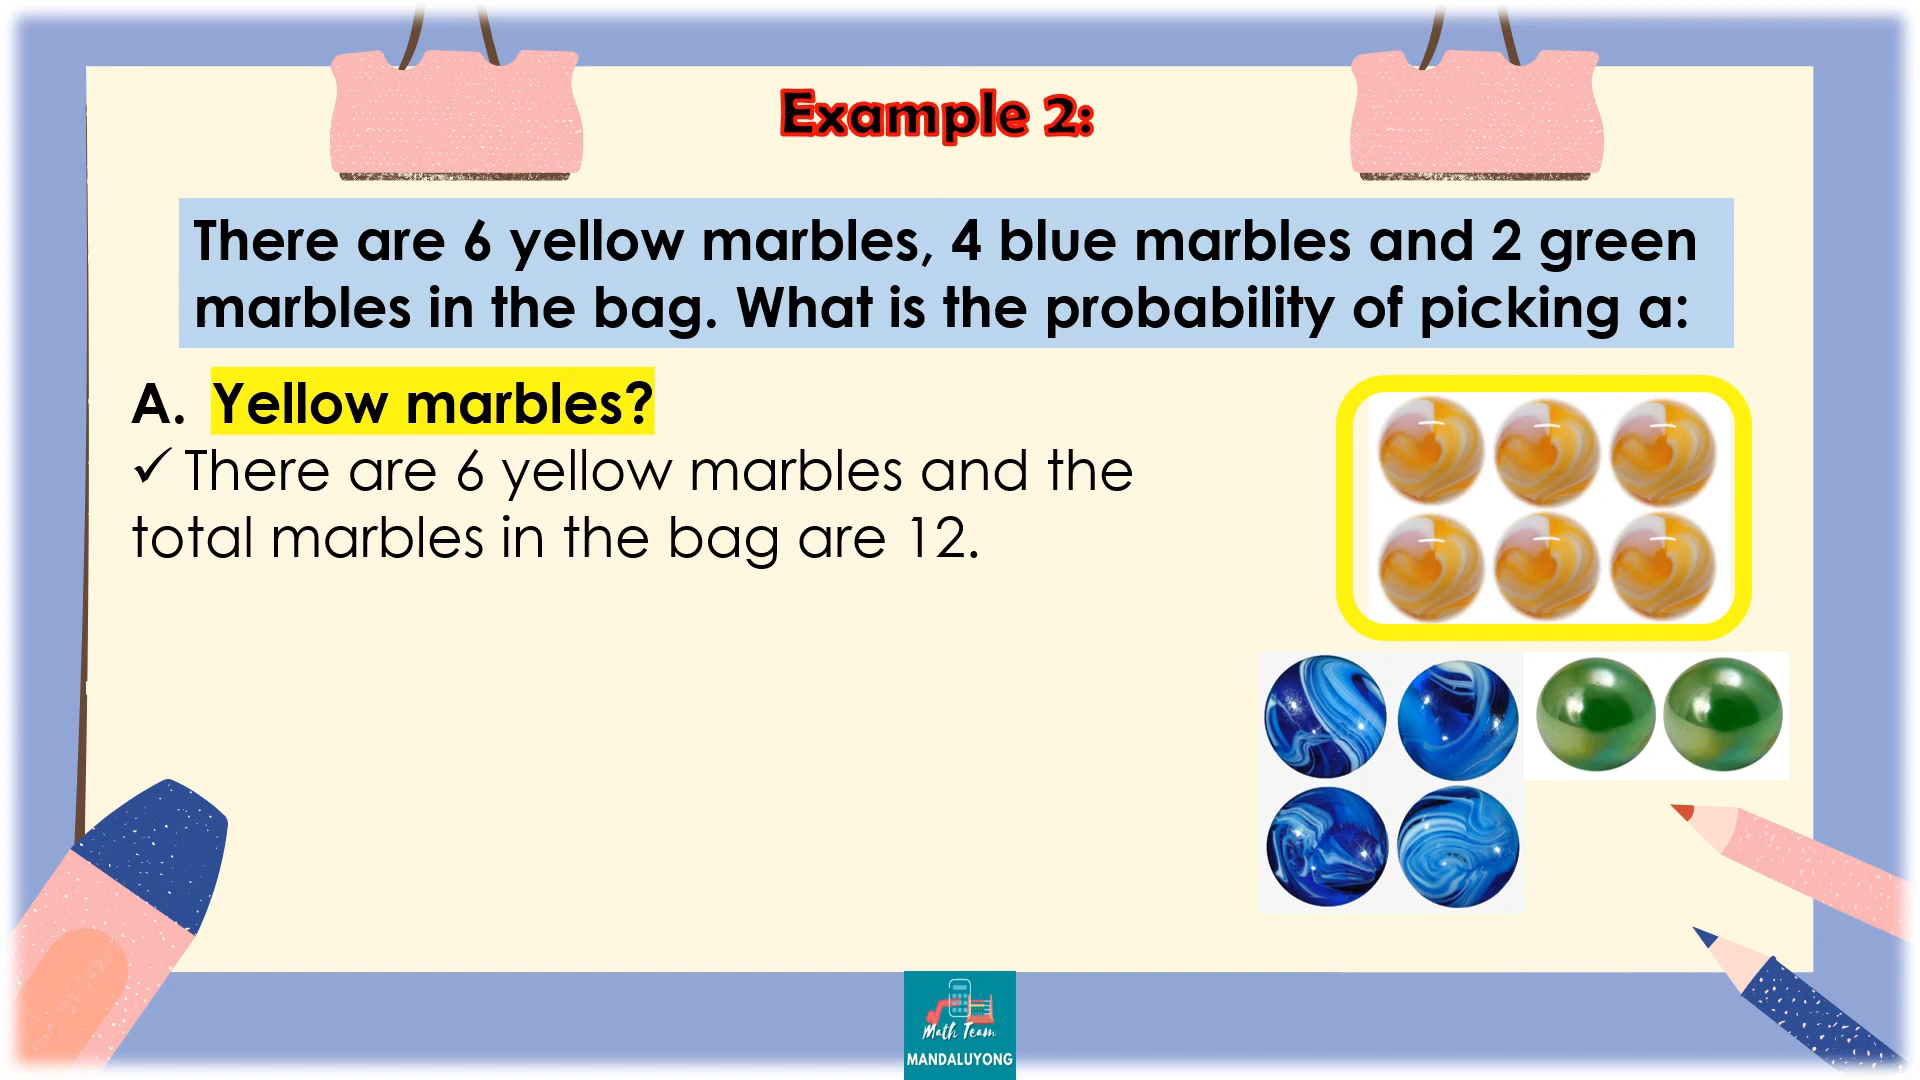 Example 2:
There are 6 yellow marbles, 4 blue marbles and 2 green
marbles in the bag. What is the probability of picking a:
A. Yellow marbles?
✓ There are 6 yellow marbles and the
total marbles in the bag are 12.
Math Team
MANDALUYONG